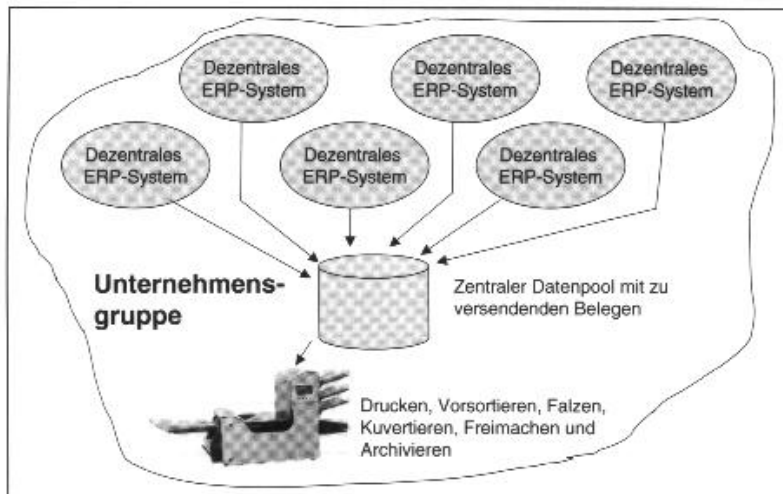 Dezentrales
ERP-System
Dezentrales
ERP-System
Dezentrales
ERP-System
Dezentrales
ERP-System
Dezentrales
ERP-System
Dezentrales
ERP-System
Unternehmens-
gruppe
Zentraler Datenpool mit zu
versendenden Belegen
Drucken, Vorsortieren, Falzen,
Kuvertieren, Freimachen und
Archivieren